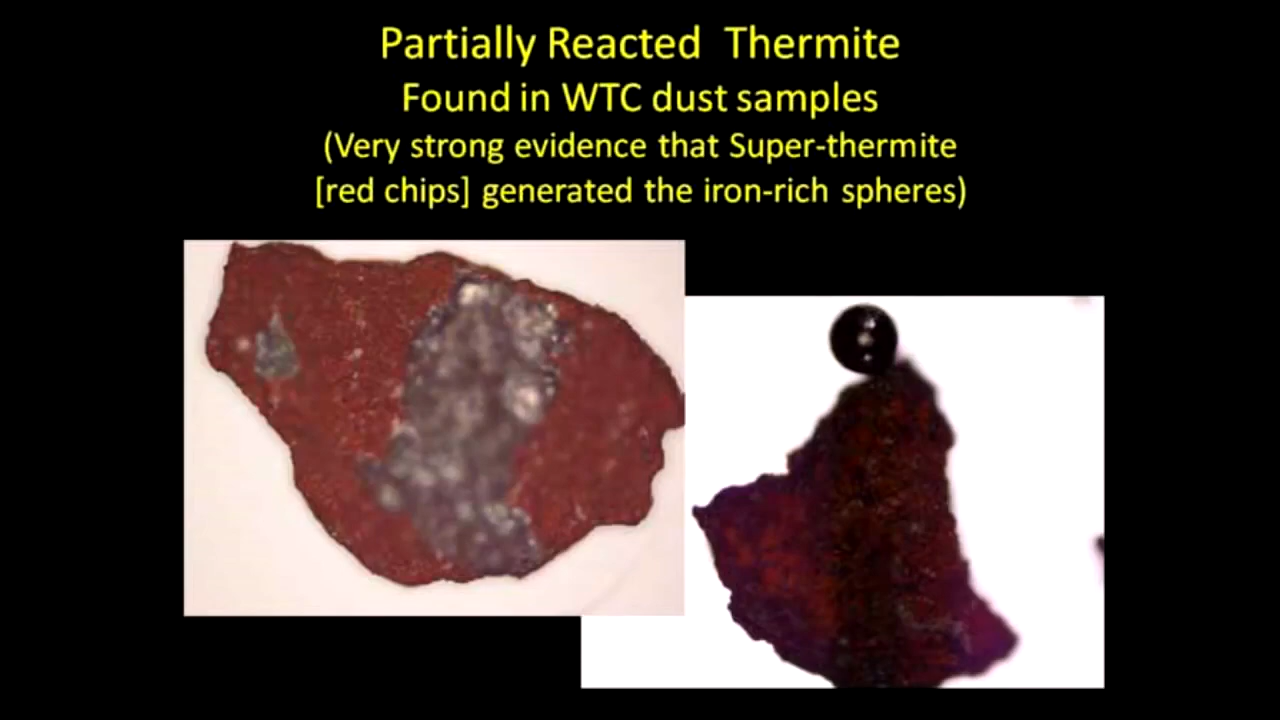 Partially Reacted Thermite
Found in WTC dust samples
(Very strong evidence that Super-thermite
[red chips] generated the iron-rich spheres)